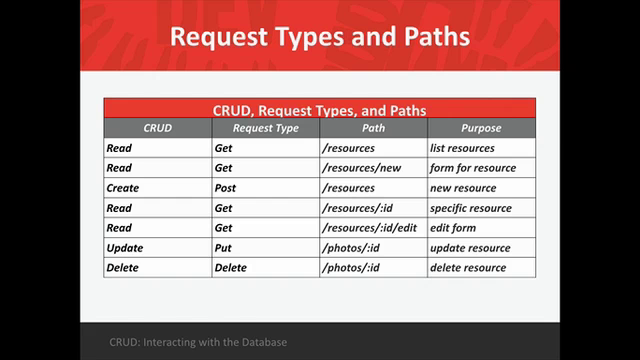 Request Types and Paths
CRUD, Request Types, and Paths
CRUD Request Type Path Purpose
Read Get /resources list resources
Read Get /resources/new form for resource
Create Post /resources new resource
Read Get /resources/:id specific resource
Read Get /resources/:id/edit edit form
Update Put /photos/:id update resource
Delete Delete /photos/:id delete resource
CRUD: Interacting with the Database